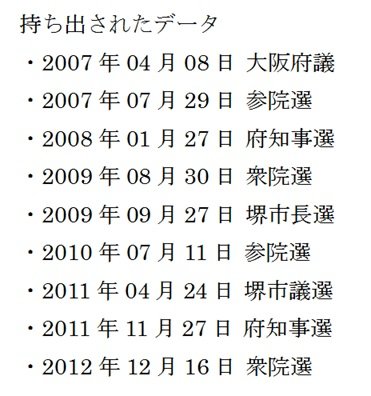 持ち出されたデータ
・2007 年 04 月 08 日 大阪府議
・2007 年 07 月 29 日 参院選
・2008 年 01 月 27 日 府知事選
・2009 年 08 月 30 日 衆院選
・2009 年 09 月 27 日 堺市長選
・2010 年 07 月 11 日 参院選
・2011 年 04 月 24 日 堺市議選
・2011 年 11 月 27 日 府知事選
・2012 年 12 月 16 日 衆院選